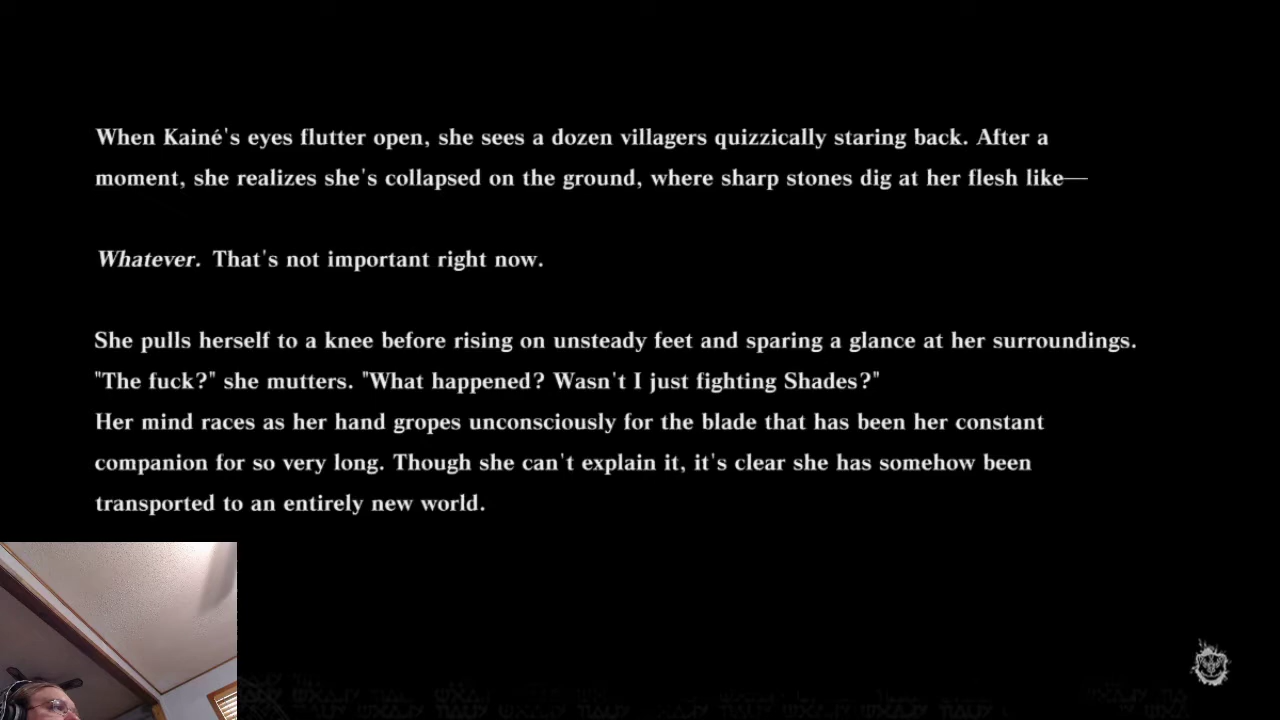 When Kainé's eyes flutter open, she sees a dozen villagers quizzically staring back. After a
moment, she realizes she's collapsed on the ground, where sharp stones dig at her flesh like—
Whatever. That's not important right now.
She pulls herself to a knee before rising on unsteady feet and sparing a glance at her surroundings.
"The fuck?" she mutters. "What happened? Wasn't I just fighting Shades?"
Her mind races as her hand gropes unconsciously for the blade that has been her constant
companion for so very long. Though she can't explain it, it's clear she has somehow been
transported to an entirely new world.